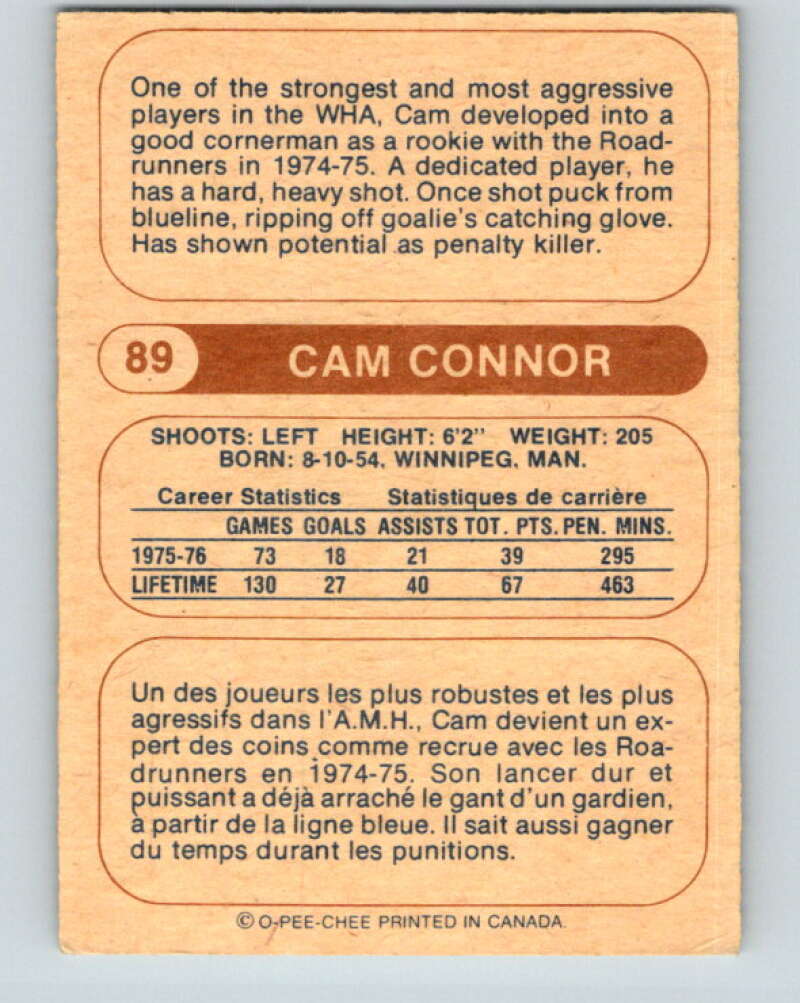 One of the strongest and most aggressive
players in the WHA, Cam developed into a
good cornerman as a rookie with the Road-
runners in 1974-75. A dedicated player, he
has a hard, heavy shot. Once shot puck from
blueline, ripping off goalie's catching glove.
Has shown potential as penalty killer.
89 CAM CONNOR
SHOOTS: LEFT HEIGHT: 6'2" WEIGHT: 205
BORN: 8-10-54, WINNIPEG, MAN.
Career Statistics Statistiques de carrière
GAMES GOALS ASSISTS TOT. PTS. PEN. MINS.
1975-76 73 18 21 39 295
LIFETIME 130 27 40 67 463
Un des joueurs les plus robustes et les plus
agressifs dans l'A.M.H., Cam devient un ex-
pert des coins comme recrue avec les Roa-
drunners en 1974-75. Son lancer dur et
puissant a déjà arraché le gant d'un gardien,
à partir de la ligne bleue. Il sait aussi gagner
du temps durant les punitions.
© O-PEE-CHEE PRINTED IN CANADA.